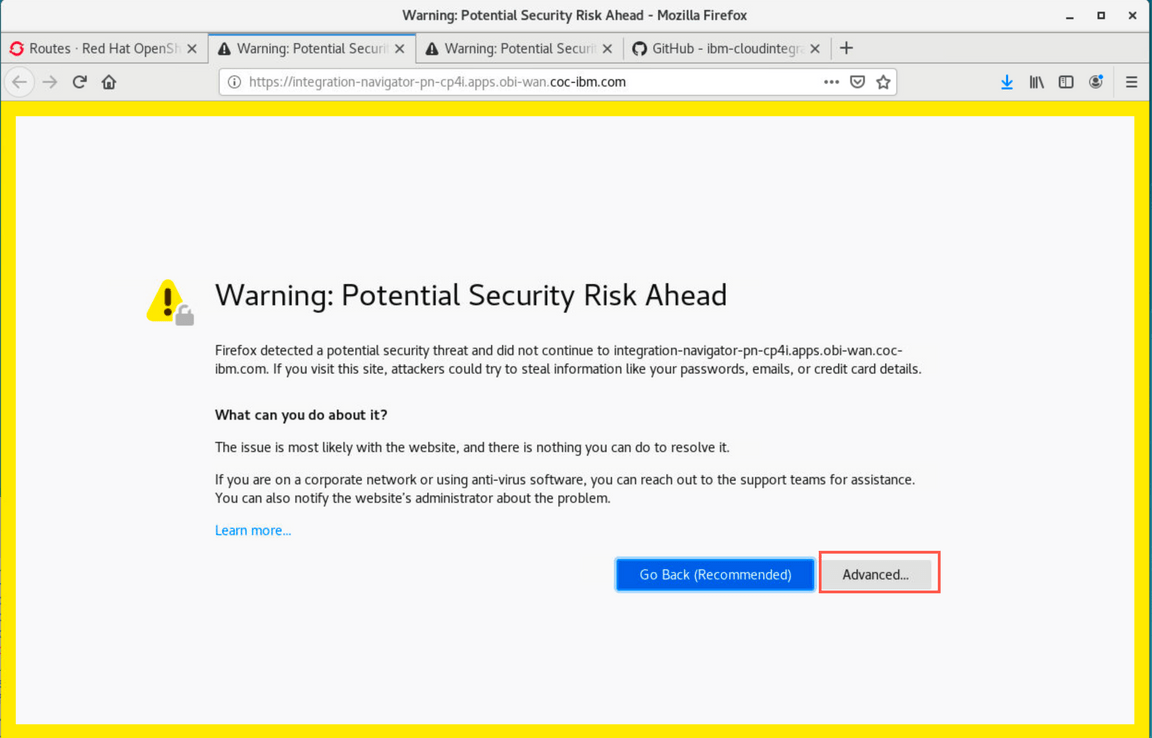 Warning: Potential Security Risk Ahead - Mozilla Firefox
Routes · Red Hat OpenSh
Warning: Potential Securi
Warning: Potential Securi
GitHub - ibm-cloudintegra
https://integration-navigator-pn-cp4i.apps.obi-wan.coc-ibm.com
Warning: Potential Security Risk Ahead
Firefox detected a potential security threat and did not continue to integration-navigator-pn-cp4i.apps.obi-wan.coc-
ibm.com. If you visit this site, attackers could try to steal information like your passwords, emails, or credit card details.
What can you do about it?
The issue is most likely with the website, and there is nothing you can do to resolve it.
If you are on a corporate network or using anti-virus software, you can reach out to the support teams for assistance.
You can also notify the website's administrator about the problem.
Learn more...
Go Back (Recommended)
Advanced...